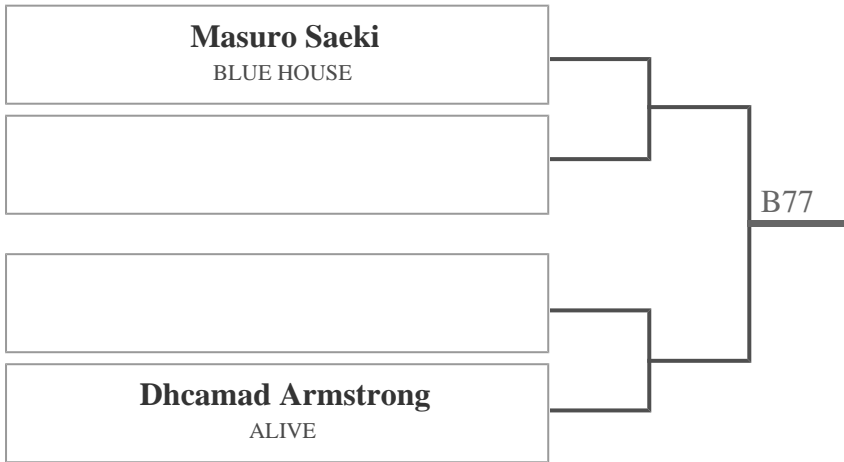 Masuro Saeki
BLUE HOUSE
B77
Dhcamad Armstrong
ALIVE